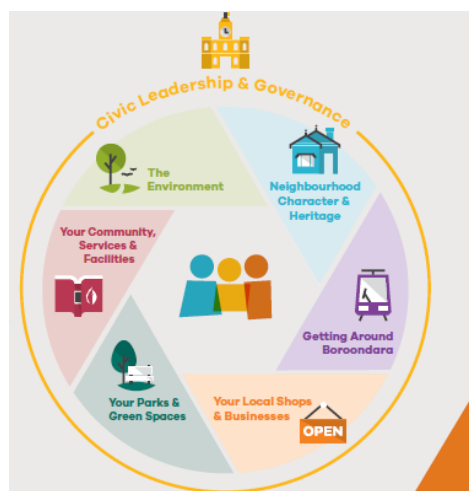 Civic Leadership & Governance
The
Environment
Neighbourhood
Character &
Heritage
Your Community,
Services &
Facilities
Getting Around
Boroondara
Your Parks &
Green Spaces
Your Local Shops
& Businesses
OPEN